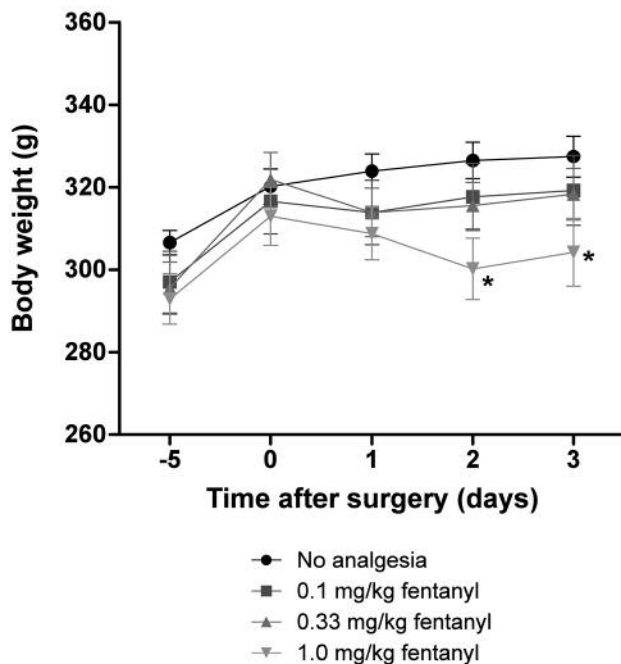 360
340
320
300
280
260
Body weight (g)
*
*
-5 0 1 2 3
Time after surgery (days)
No analgesia
0.1 mg/kg fentanyl
0.33 mg/kg fentanyl
1.0 mg/kg fentanyl